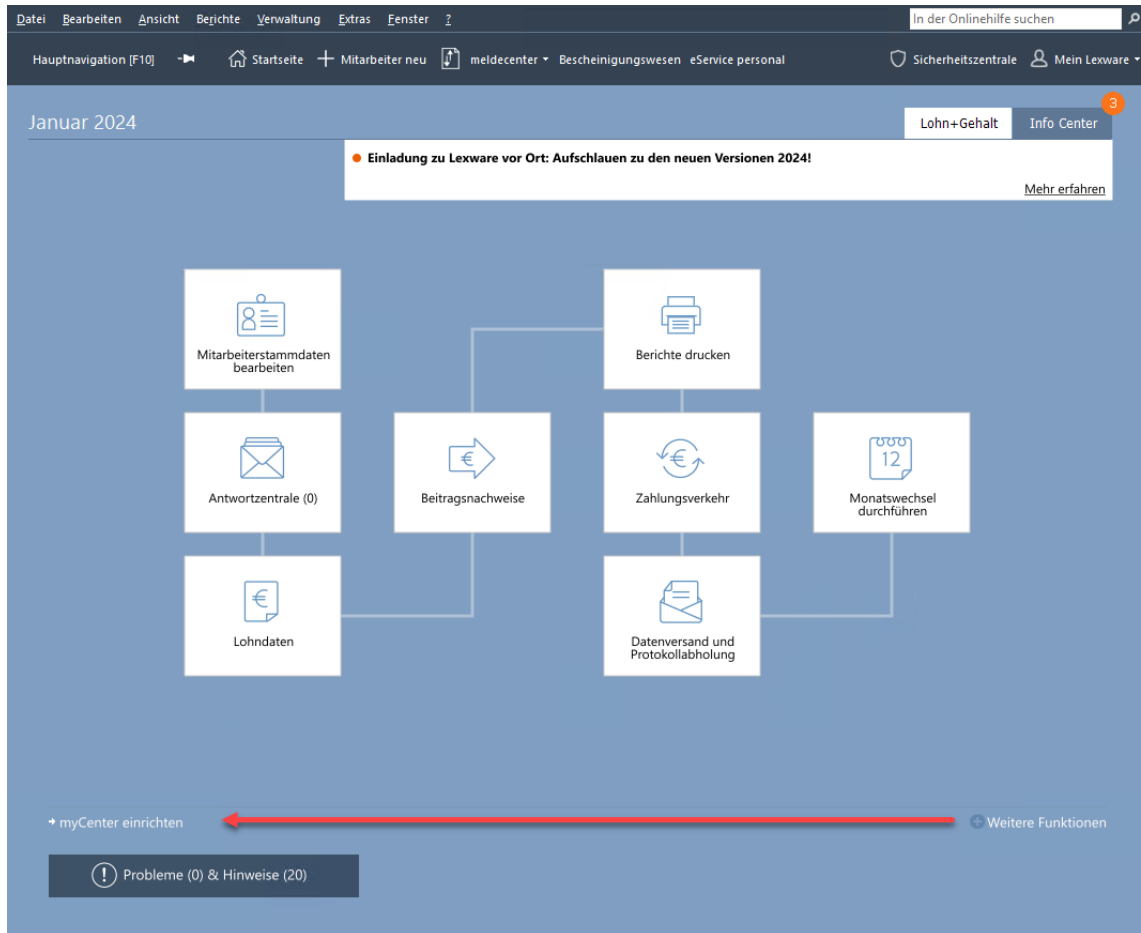 Datei Bearbeiten Ansicht Berichte Verwaltung Extras Fenster ? In der Onlinehilfe suchen
Hauptnavigation [F10] Startseite Mitarbeiter neu meldecenter Bescheinigungswesen eService personal Sicherheitszentrale Mein Lexware
3
Januar 2024 Lohn+Gehalt Info Center
Einladung zu Lexware vor Ort: Aufschlauen zu den neuen Versionen 2024!
Mehr erfahren
Mitarbeiterstammdaten
bearbeiten
Berichte drucken
12
Antwortzentrale (0)
€
Beitragsnachweise
€
Zahlungsverkehr
Monatswechsel
durchführen
€
Lohndaten
Datenversand und
Protokollabholung
myCenter einrichten Weitere Funktionen
! Probleme (0) & Hinweise (20)